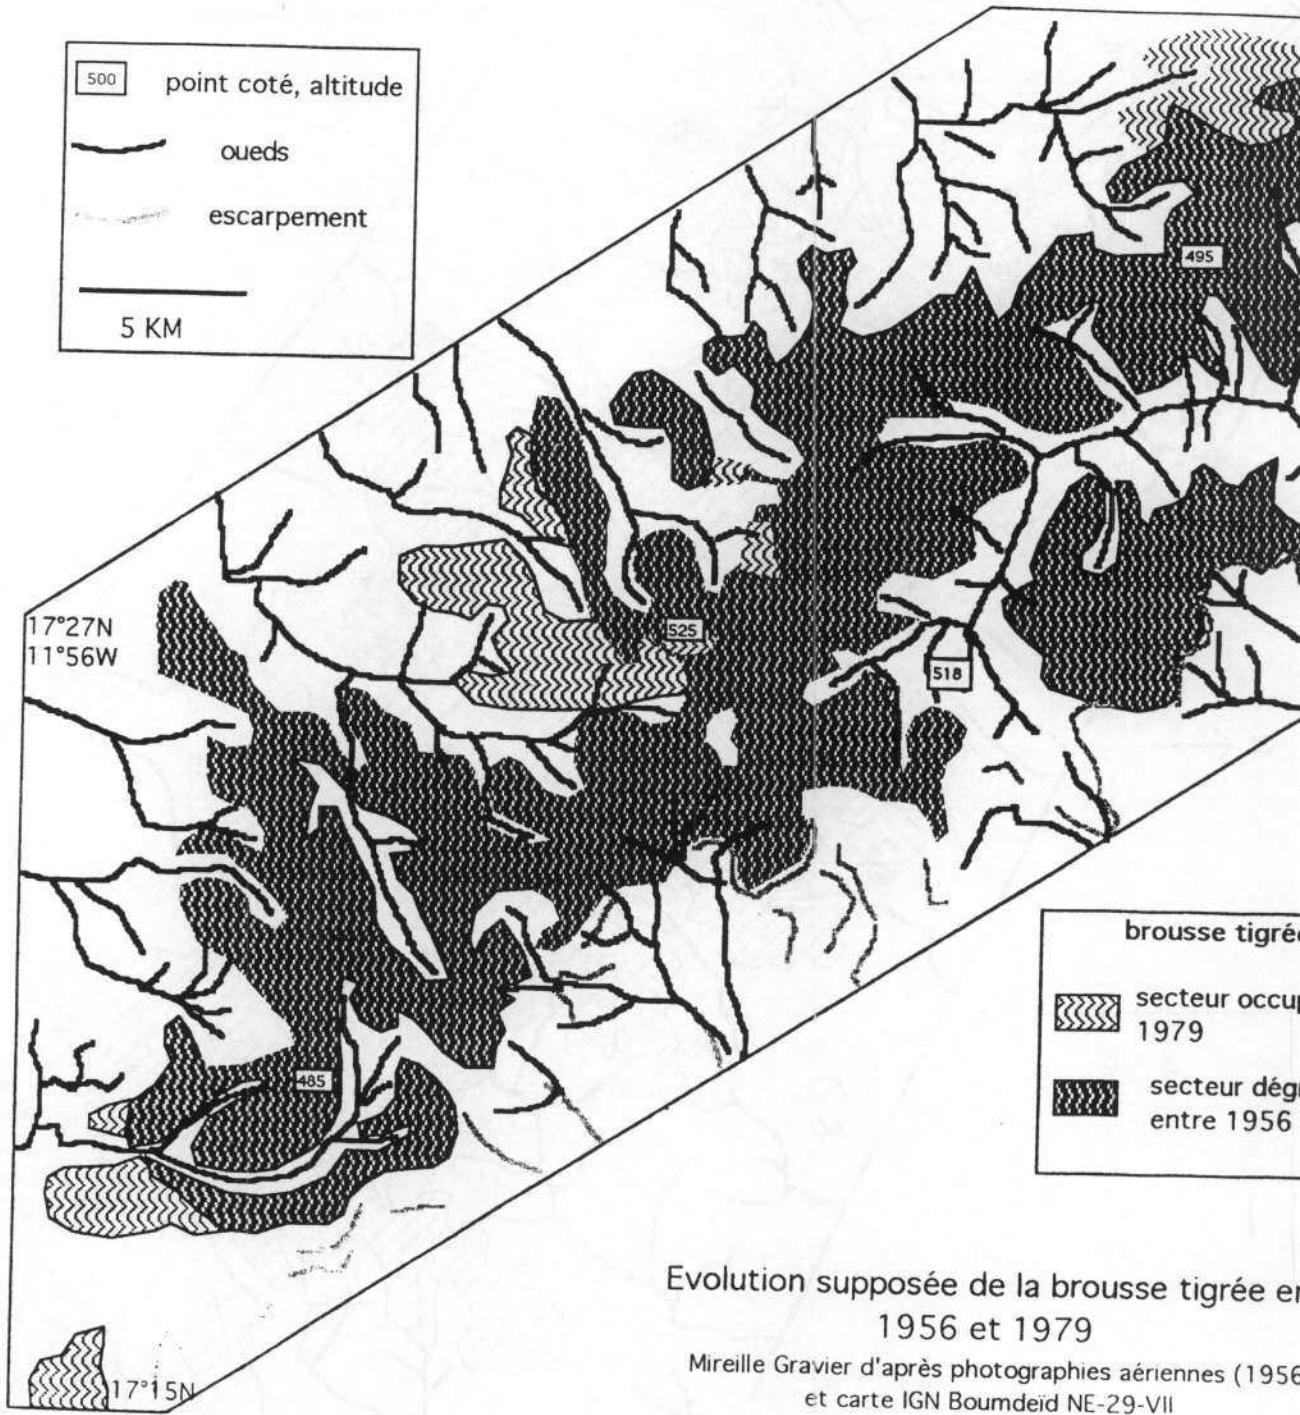 500 point coté, altitude
oueds
escarpement
5 KM
495
525
518
17°27N
11°56W
485
brousse tigrée
secteur occup
1979
secteur dégr
entre 1956
17°15N
Evolution supposée de la brousse tigrée en
1956 et 1979
Mireille Gravier d'après photographies aériennes (1956
et carte IGN Boumdeïd NE-29-VII